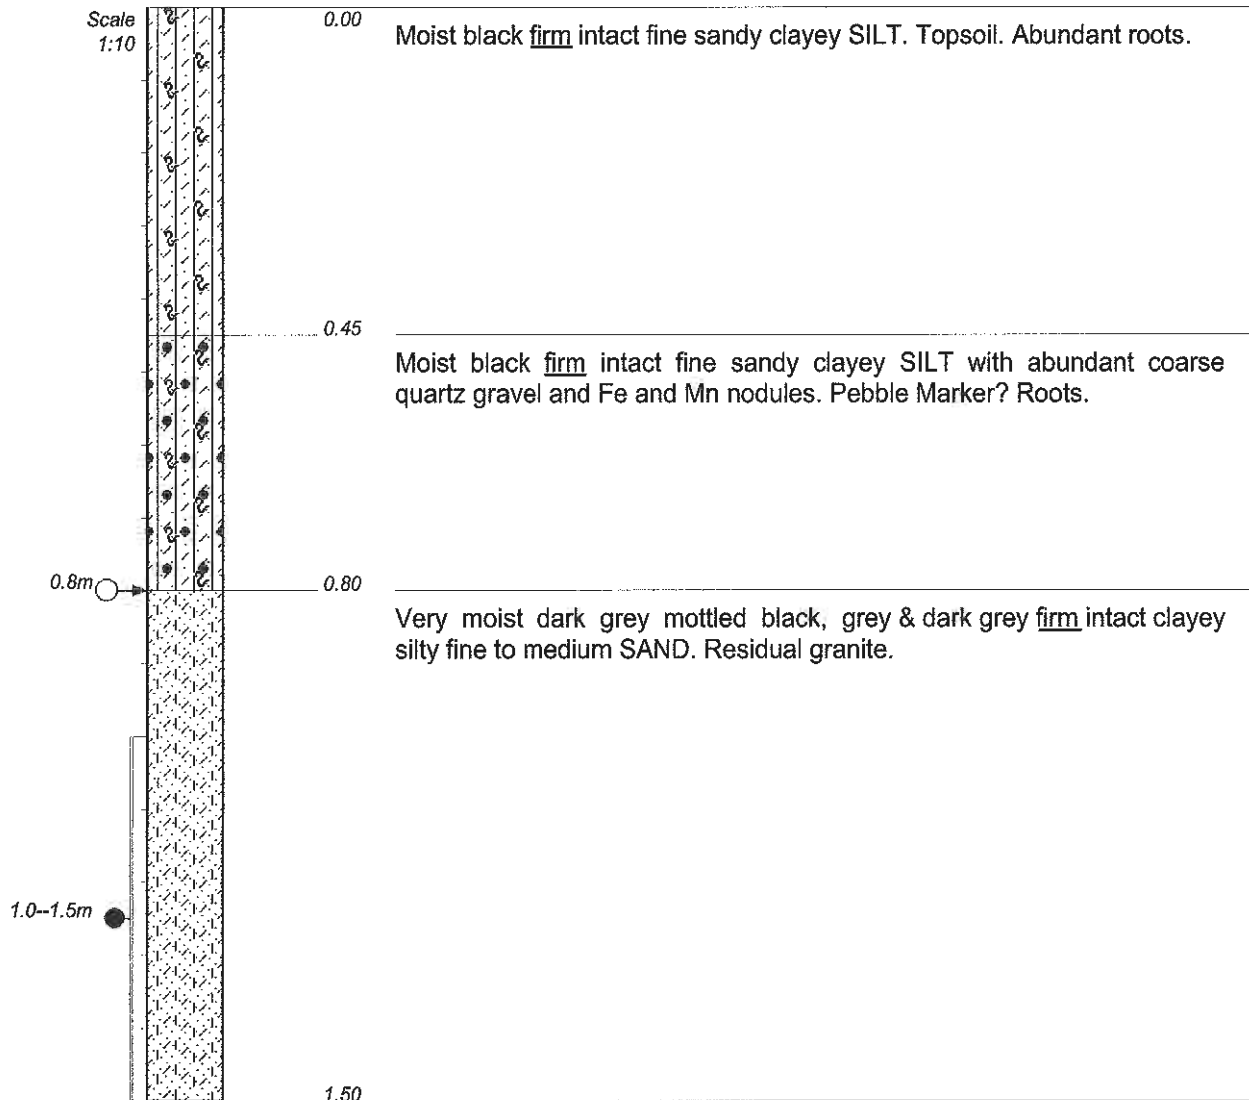 Scale
1:10
0.00
Moist black firm intact fine sandy clayey SILT. Topsoil. Abundant roots.
0.45
Moist black firm intact fine sandy clayey SILT with abundant coarse
quartz gravel and Fe and Mn nodules. Pebble Marker? Roots.
0.8m
0.80
Very moist dark grey mottled black, grey & dark grey firm intact clayey
silty fine to medium SAND. Residual granite.
1.0--1.5m
1.50